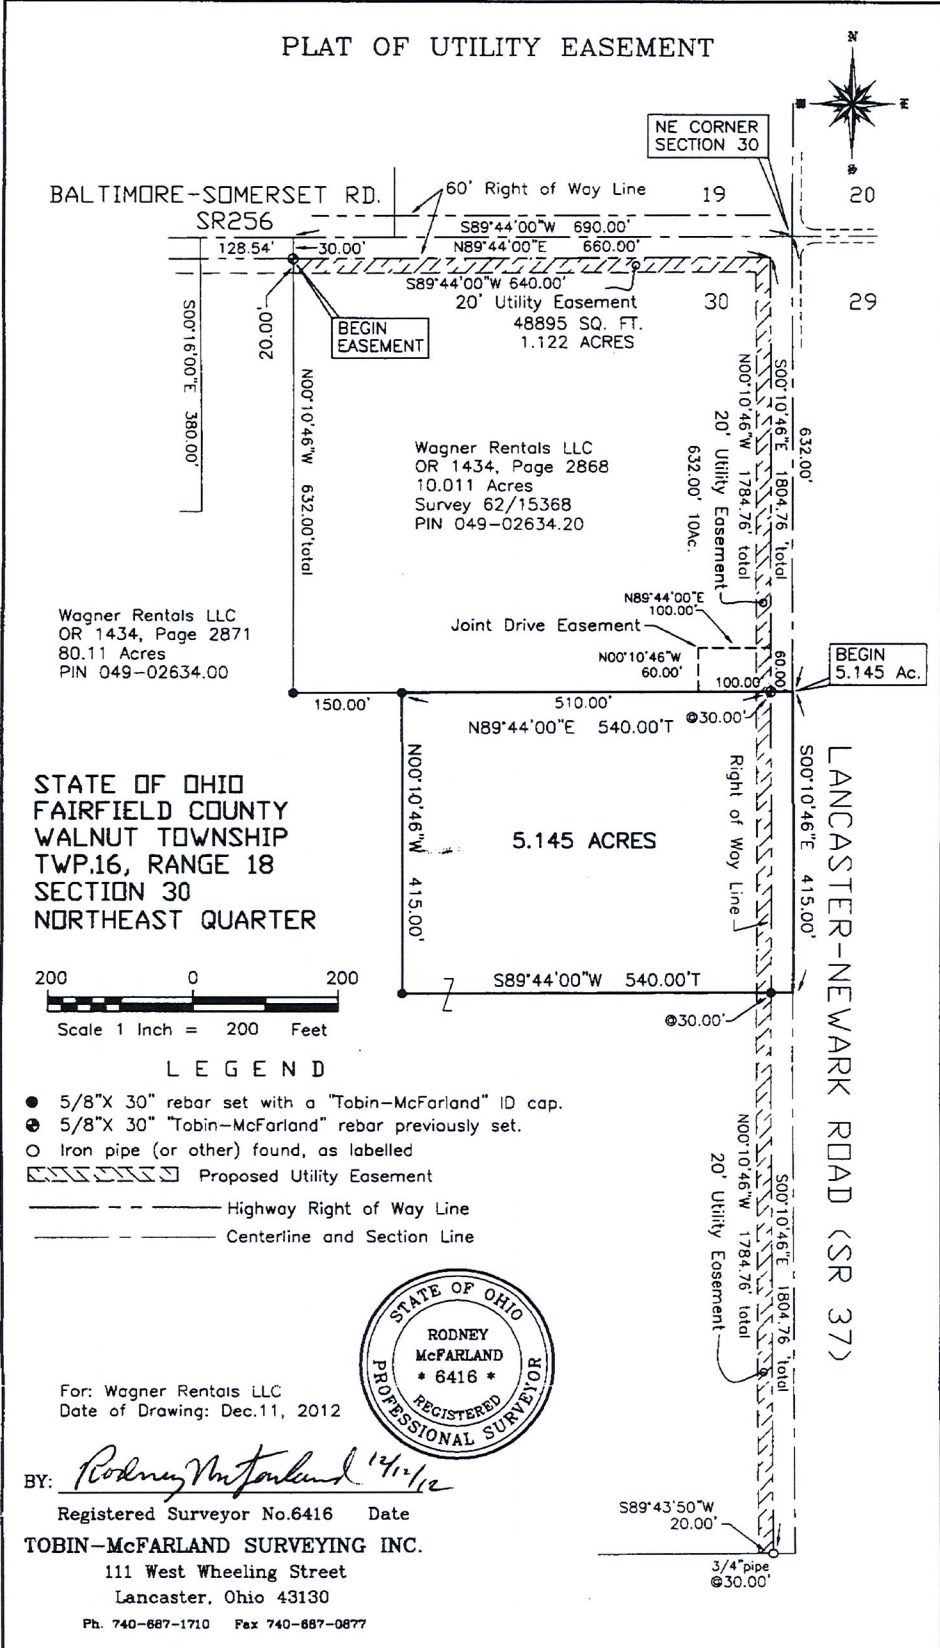 PLAT OF UTILITY EASEMENT
N
E
S
NE CORNER
SECTION 30
BALTIMORE-SOMERSET RD.
SR256
60' Right of Way Line
19
20
S89°44'00"W 690.00'
128.54'
30.00'
N89°44'00"E 660.00'
S89°44'00"W 640.00'
20' Utility Easement
48895 SQ. FT.
1.122 ACRES
30
29
20.00'
BEGIN
EASEMENT
S00°16'00"E 380.00'
N00°10'46"W 632.00'total
Wagner Rentals LLC
OR 1434, Page 2868
10.011 Acres
Survey 62/15368
PIN 049-02634.20
632.00' 10Ac.
20' Utility Easement
N00°10'46"W 1784.76' total
S00°10'46"E 1804.76 'total
632.00'
N89°44'00"E
100.00'
Joint Drive Easement
N00°10'46"W
60.00'
100.00
60.00
BEGIN
5.145 Ac.
Wagner Rentals LLC
OR 1434, Page 2871
80.11 Acres
PIN 049-02634.00
150.00'
510.00'
@30.00'
N89°44'00"E 540.00'T
N00°10'46"W 415.00'
5.145 ACRES
Right of Way Line
S00°10'46"E 415.00'
LANCASTER-NEWARK ROAD (SR 37)
STATE OF OHIO
FAIRFIELD COUNTY
WALNUT TOWNSHIP
TWP.16, RANGE 18
SECTION 30
NORTHEAST QUARTER
S89°44'00"W 540.00'T
@30.00'
200 0 200
Scale 1 Inch = 200 Feet
LEGEND
5/8"X 30" rebar set with a "Tobin-McFarland" ID cap.
5/8"X 30" "Tobin-McFarland" rebar previously set.
Iron pipe (or other) found, as labelled
Proposed Utility Easement
Highway Right of Way Line
Centerline and Section Line
20' Utility Easement
N00°10'46"W 1784.76' total
S00°10'46"E 1804.76 'total
STATE OF OHIO
RODNEY
McFARLAND
* 6416 *
REGISTERED
PROFESSIONAL SURVEYOR
For: Wagner Rentals LLC
Date of Drawing: Dec.11, 2012
BY: Rodney McFarland 12/12/12
Registered Surveyor No.6416 Date
TOBIN-McFARLAND SURVEYING INC.
111 West Wheeling Street
Lancaster, Ohio 43130
Ph. 740-687-1710 Fax 740-687-0877
S89°43'50"W
20.00'
3/4"pipe
@30.00'